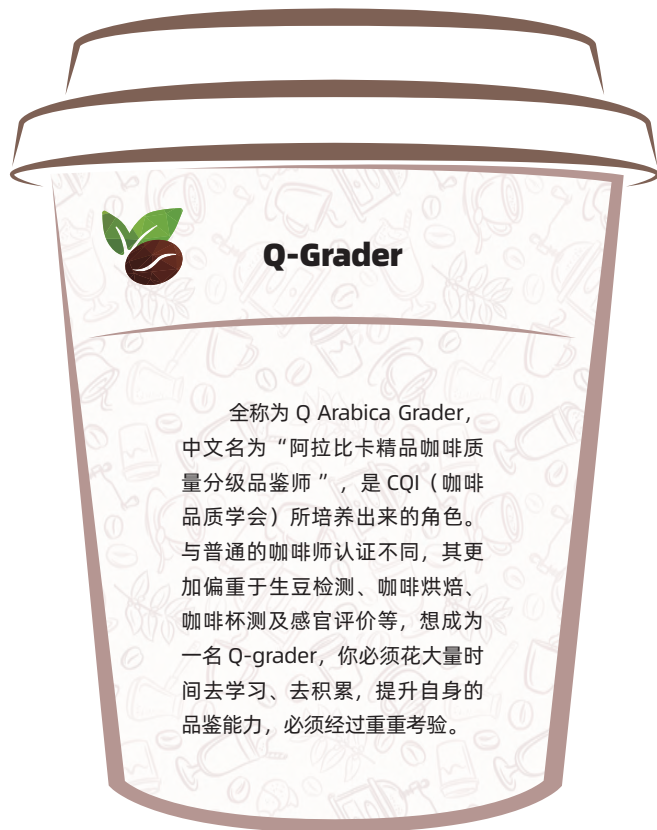 Q-Grader
全称为 Q Arabica Grader，
中文名为“阿拉比卡精品咖啡质
量分级品鉴师 ”，是 CQI（咖啡
品质学会）所培养出来的角色。
与普通的咖啡师认证不同，其更
加偏重于生豆检测、咖啡烘焙、
咖啡杯测及感官评价等，想成为
一名 Q-grader，你必须花大量时
间去学习、去积累，提升自身的
品鉴能力，必须经过重重考验。